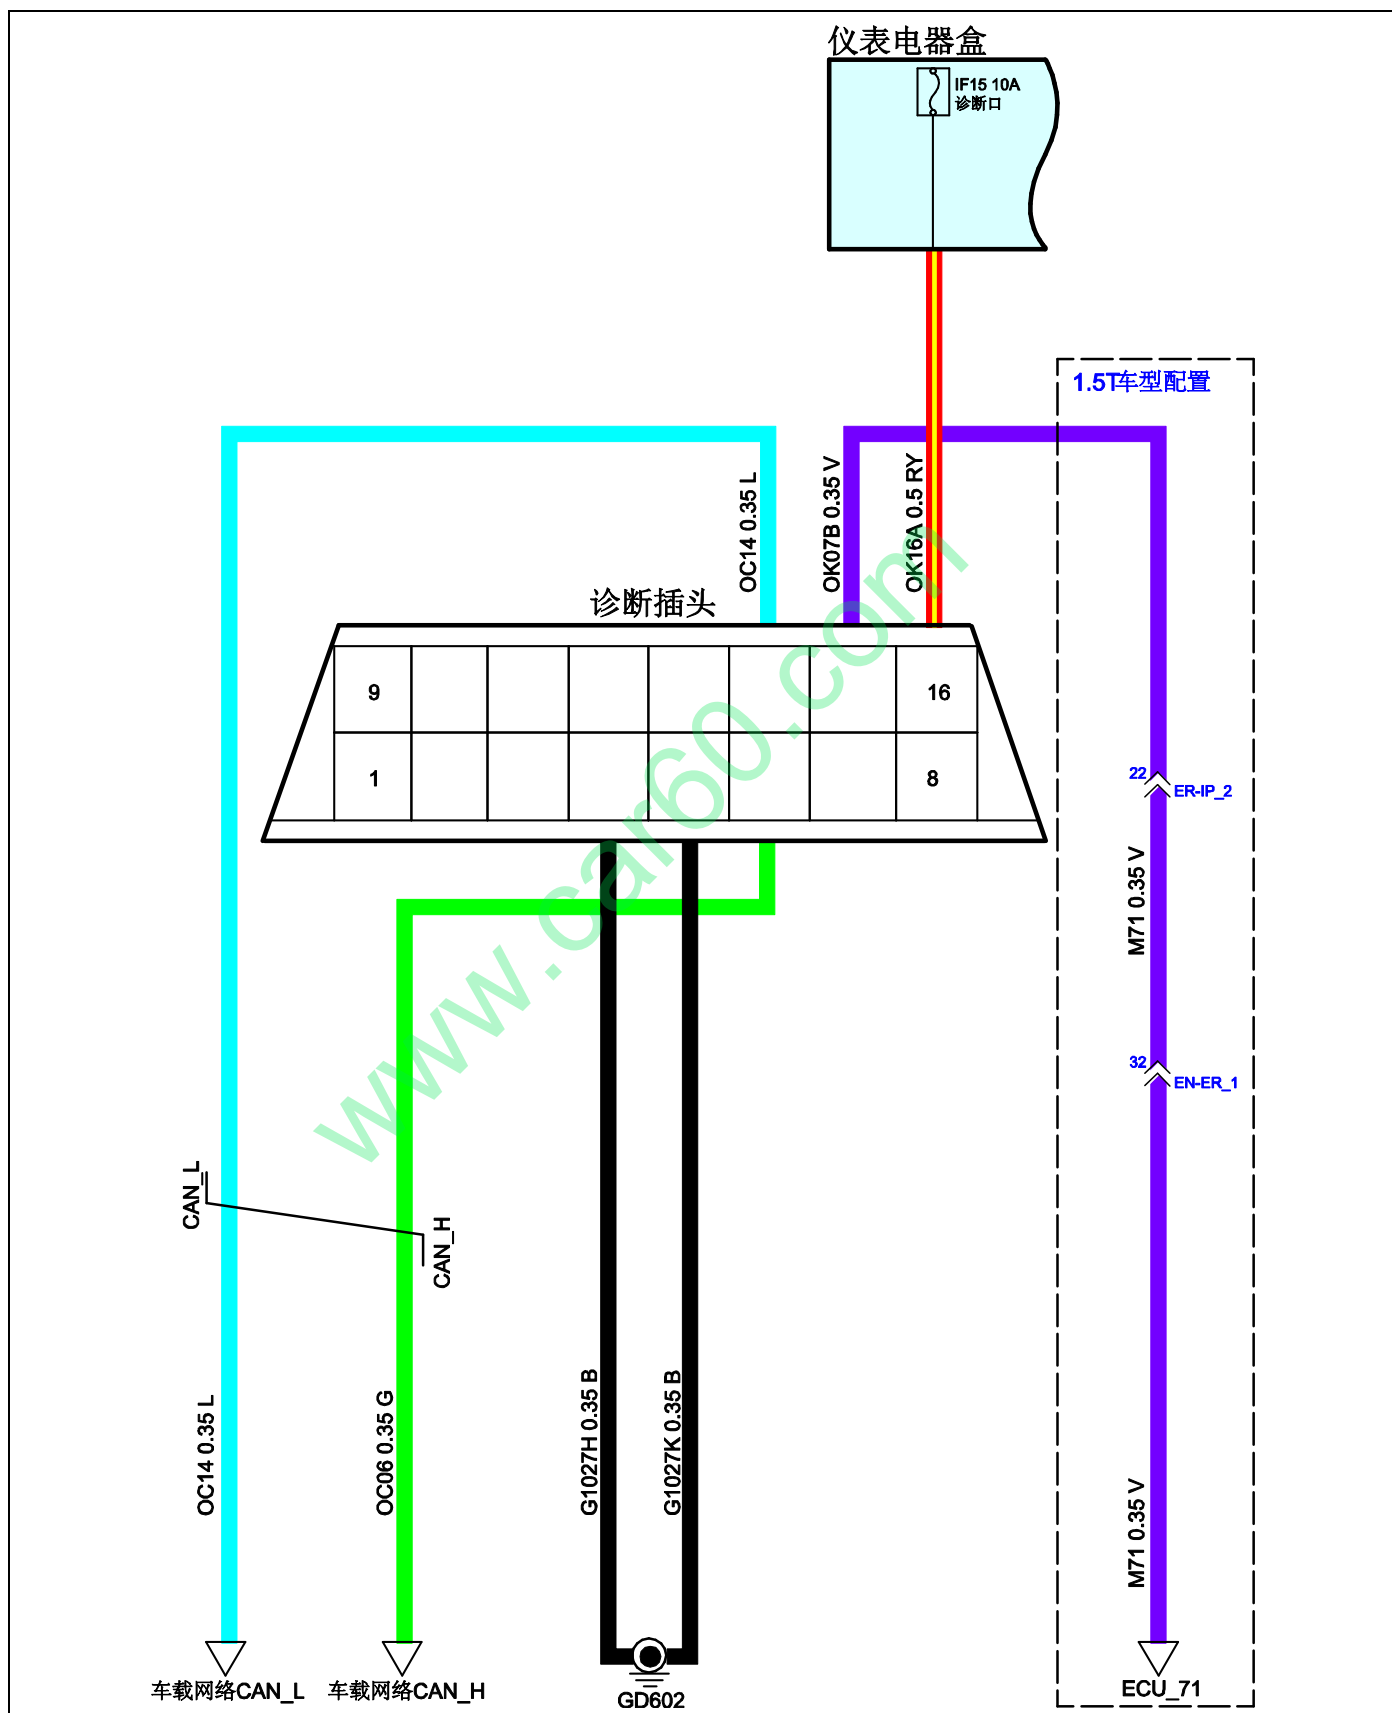 仪表电器盒
IF15 10A
诊断口
1.5T车型配置
OC14 0.35 L
OK07B 0.35 V
OK16A 0.5 RY
诊断插头
9
16
1
8
22
ER-IP_2
M71 0.35 V
32
EN-ER_1
CAN_L
CAN_H
OC14 0.35 L
OC06 0.35 G
G1027H 0.35 B
G1027K 0.35 B
M71 0.35 V
车载网络CAN_L
车载网络CAN_H
GD602
ECU_71
www.car60.com